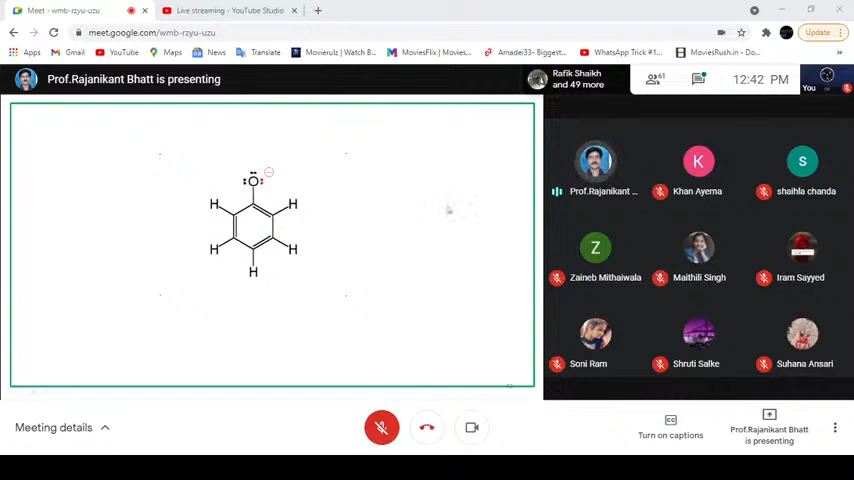 Meet - wmb-rzyu-uzu
Live streaming - YouTube Studio
meet.google.com/wmb-rzyu-uzu
Update
Apps
Gmail
YouTube
Maps
News
Translate
Movierulz | Watch B...
MoviesFlix | Movies...
Amadei33– Biggest...
WhatsApp Trick #1...
MoviesRush.in - Do...
Prof.Rajanikant Bhatt is presenting
Rafik Shaikh
and 49 more
61
12:42 PM
You
O
H
H
H
H
H
Prof.Rajanikant ...
K
Khan Ayema
S
shaihla chanda
Z
Zaineb Mithaiwala
Maithili Singh
Iram Sayyed
Soni Ram
Shruti Salke
Suhana Ansari
Meeting details
Turn on captions
Prof.Rajanikant Bhatt
is presenting